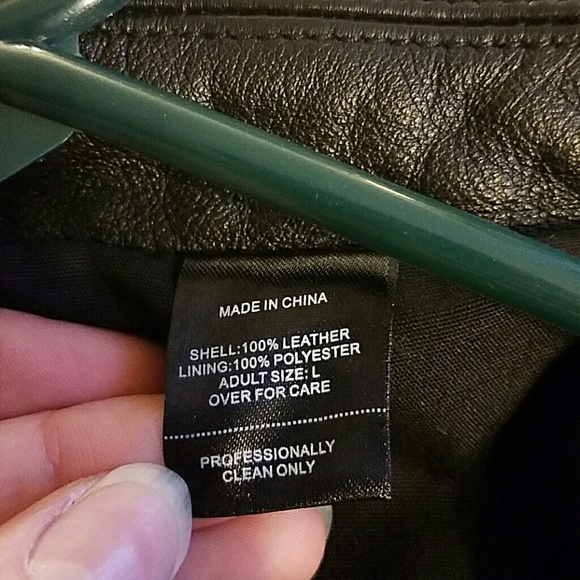 MADE IN CHINA
SHELL:100% LEATHER
LINING:100% POLYESTER
ADULT SIZE: L
OVER FOR CARE
PROFESSIONALLY
CLEAN ONLY